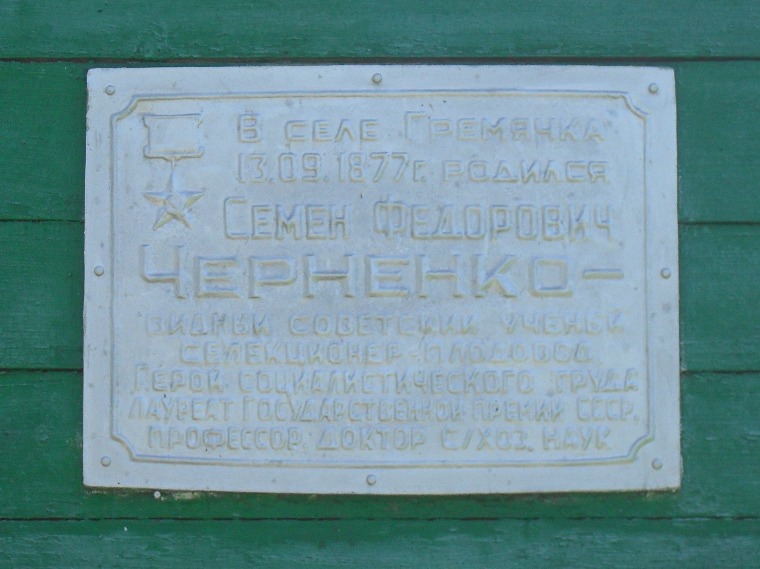 В СЕЛЕ ГРЕМЯЧКА
13.09.1877г. РОДИЛСЯ
СЕМЕН ФЕДОРОВИЧ
ЧЕРНЕНКО –
ВИДНЫЙ СОВЕТСКИЙ УЧЕНЫЙ
СЕЛЕКЦИОНЕР-ПЛОДОВОД
ГЕРОЙ СОЦИАЛИСТИЧЕСКОГО ТРУДА
ЛАУРЕАТ ГОСУДАРСТВЕННОЙ ПРЕМИИ СССР.
ПРОФЕССОР, ДОКТОР С/ХОЗ. НАУК